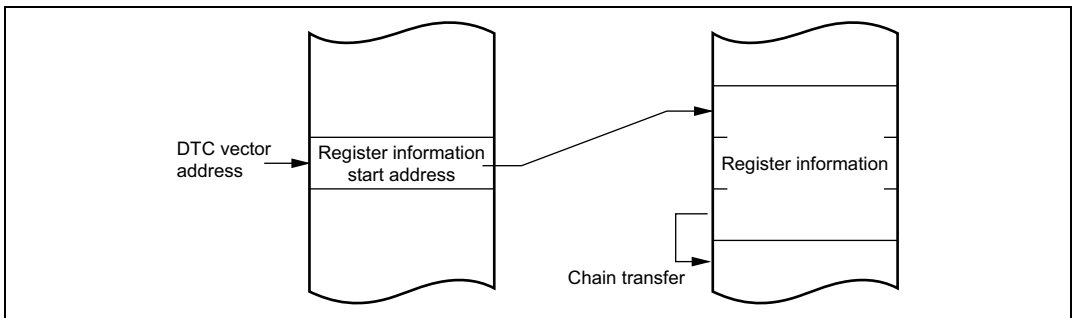 DTC vector
address
Register information
start address
Register information
Chain transfer